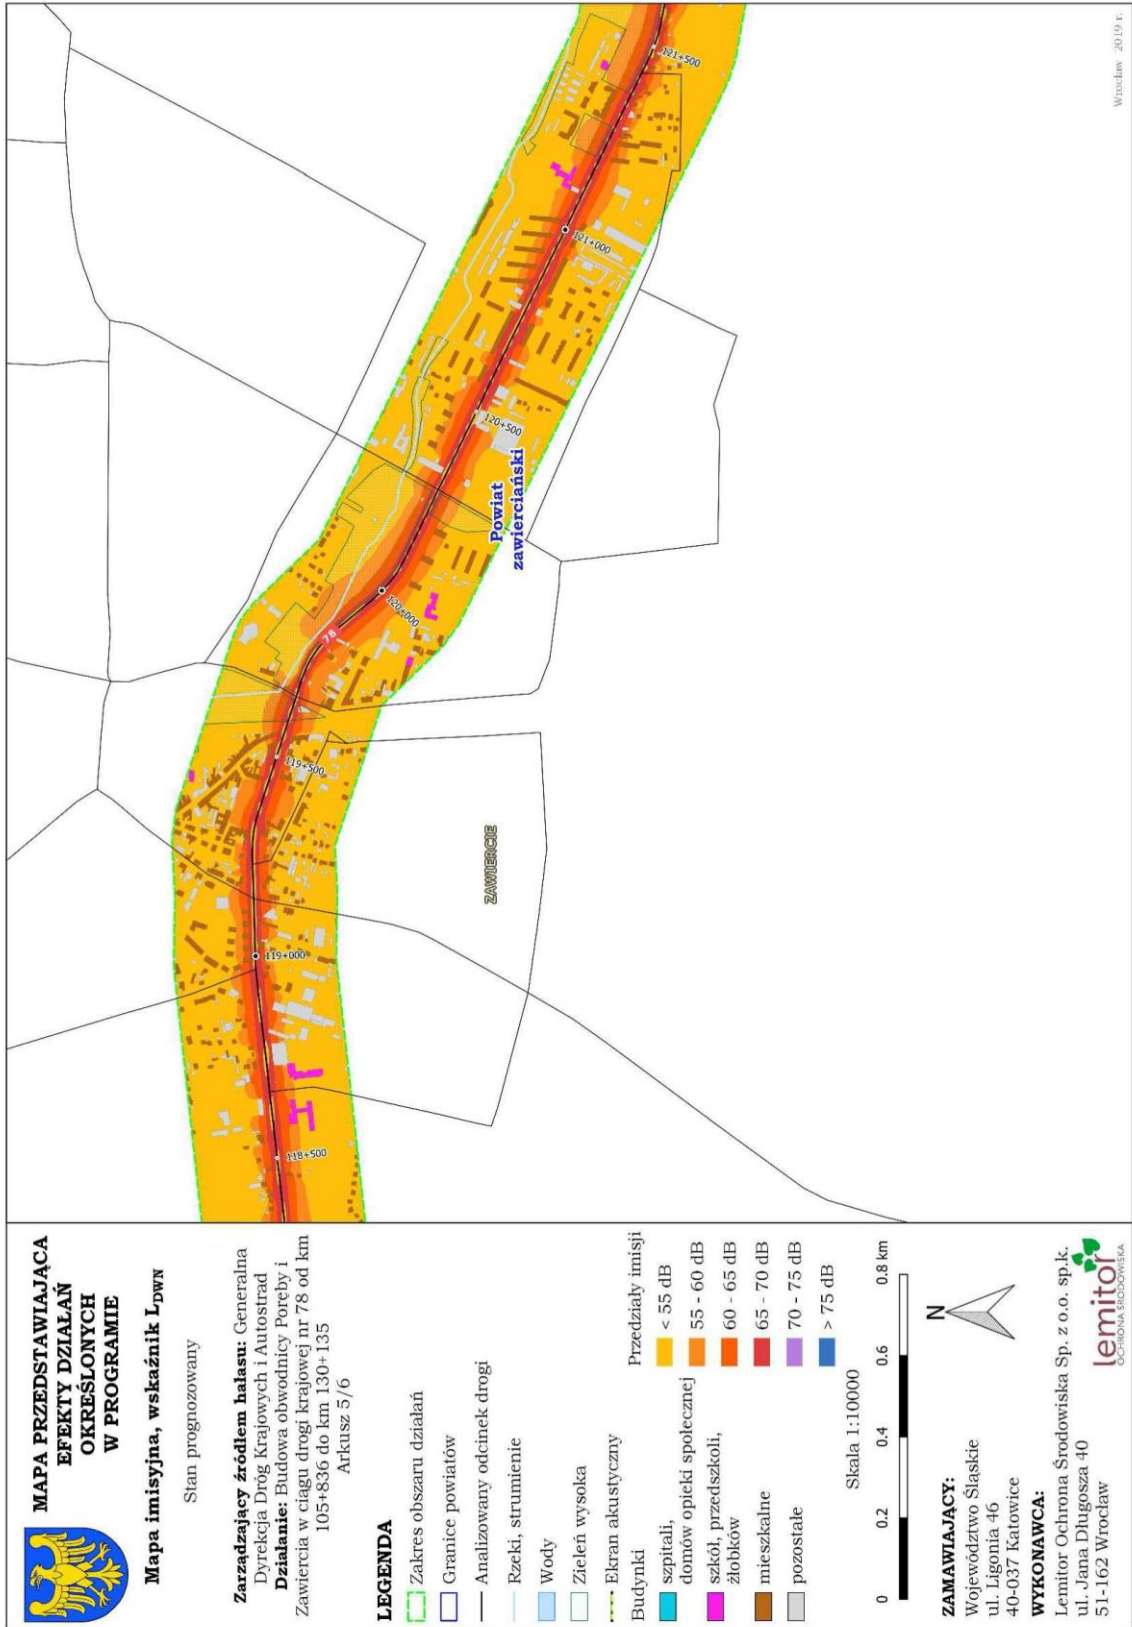 MAPA PRZEDSTAWIAJĄCA
EFEKTY DZIAŁAŃ
OKREŚLONYCH
W PROGRAMIE
Mapa imisyjna, wskaźnik LDWN
Stan prognozowany
Zarządzający źródłem hałasu: Generalna
Dyrekcja Dróg Krajowych i Autostrad
Działanie: Budowa obwodnicy Poręby i
Zawiercia w ciągu drogi krajowej nr 78 od km
105+836 do km 130+135
Arkusz 5/6
LEGENDA
Zakres obszaru działań
Granice powiatów
Analizowany odcinek drogi
Rzeki, strumienie
Wody
Zieleń wysoka
Ekran akustyczny
Budynki
szpitali,
domów opieki społecznej
szkół, przedszkoli,
żłobków
mieszkalne
pozostałe
Przedziały imisji
< 55 dB
55 - 60 dB
60 - 65 dB
65 - 70 dB
70 - 75 dB
> 75 dB
Skala 1:10000
0 0.2 0.4 0.6 0.8 km
N
ZAMAWIAJĄCY:
Województwo Śląskie
ul. Ligonia 46
40-037 Katowice
WYKONAWCA:
Lemitor Ochrona Środowiska Sp. z o.o. sp.k.
ul. Jana Długosza 40
51-162 Wrocław
lemitor
OCHRONA ŚRODOWISKA
118+500
119+000
119+500
78
120+000
120+500
121+000
121+500
Powiat
zawierciański
ZAWIERCIE
Wrocław 2019 r.